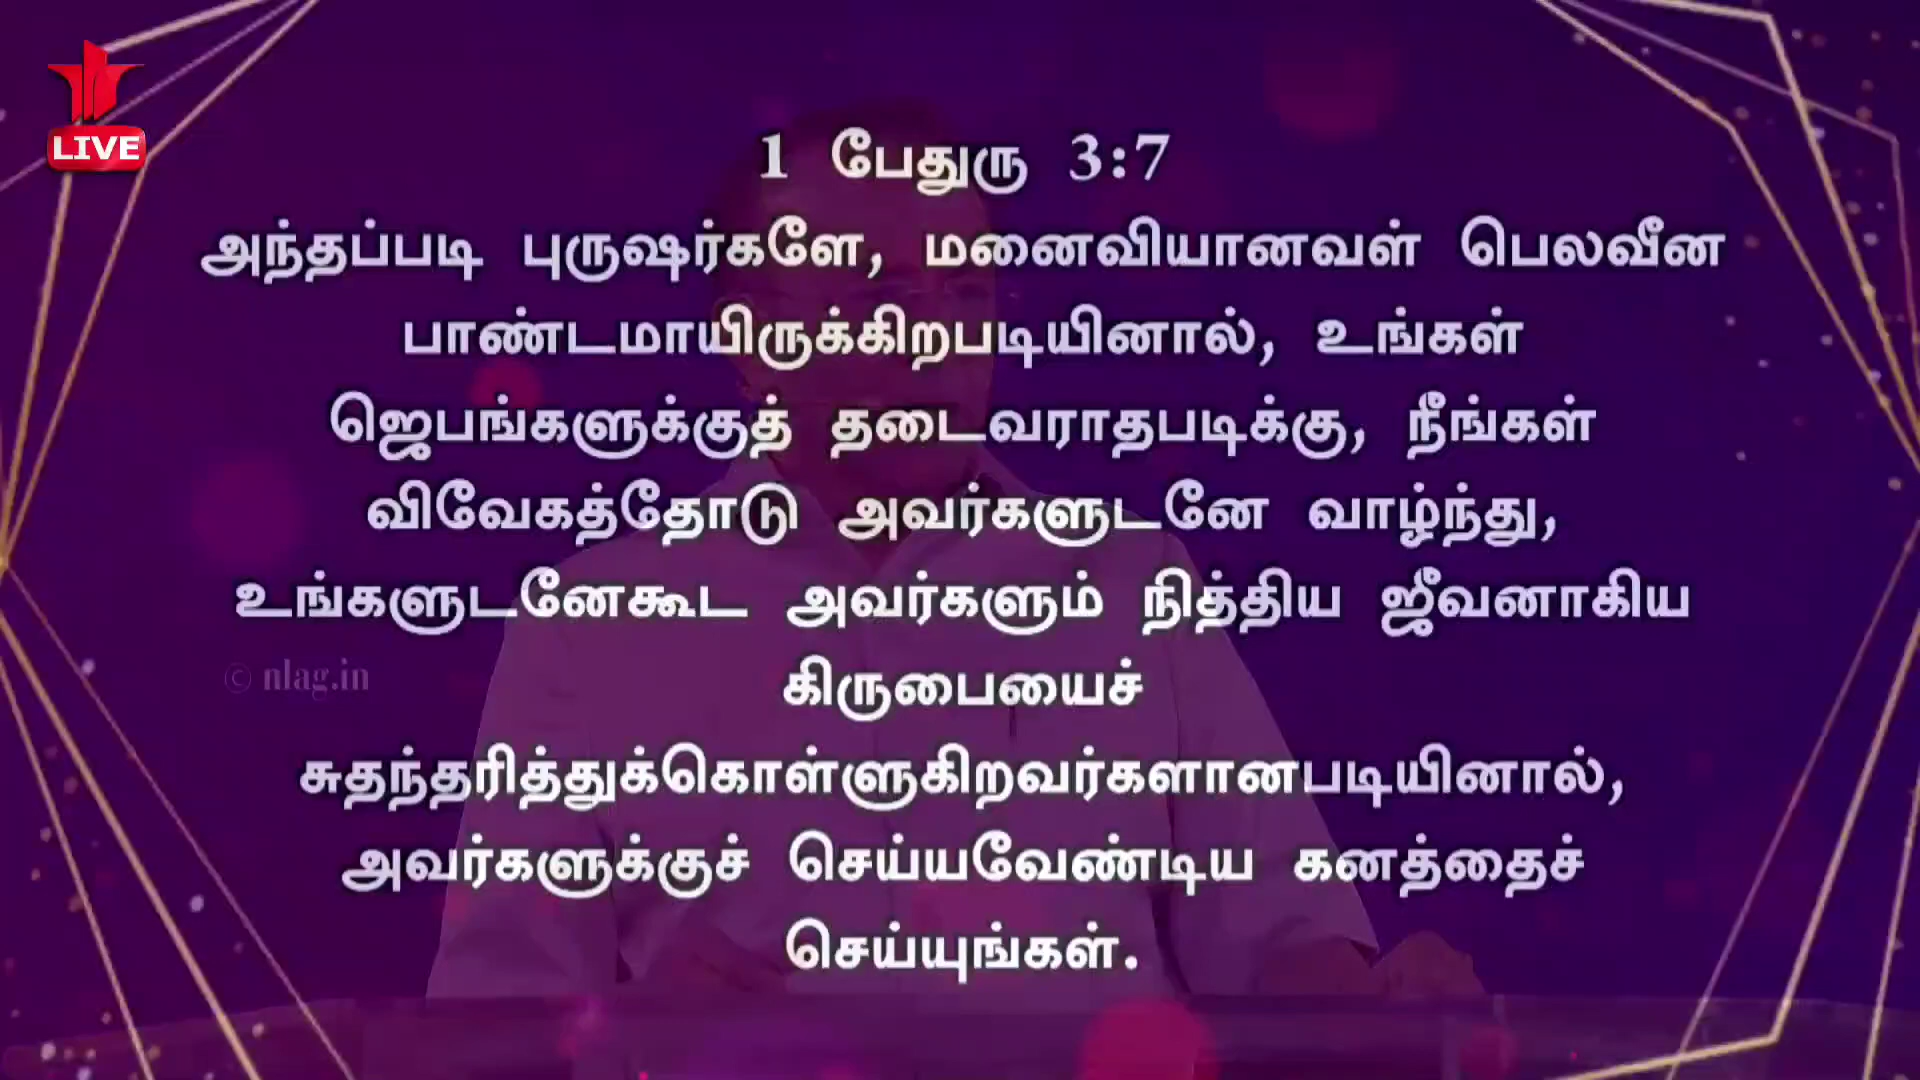 LIVE
1 பேதுரு 3:7
அந்தப்படி புருஷர்களே, மனைவியானவள் பெலவீன
பாண்டமாயிருக்கிறபடியினால், உங்கள்
ஜெபங்களுக்குத் தடைவராதபடிக்கு, நீங்கள்
விவேகத்தோடு அவர்களுடனே வாழ்ந்து,
உங்களுடனேகூட அவர்களும் நித்திய ஜீவனாகிய
© nlag.in
கிருபையைச்
சுதந்தரித்துக்கொள்ளுகிறவர்களானபடியினால்,
அவர்களுக்குச் செய்யவேண்டிய கனத்தைச்
செய்யுங்கள்.